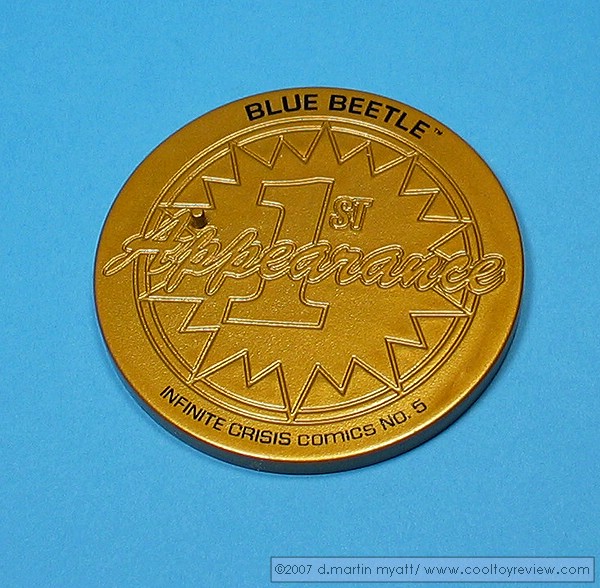 BLUE BEETLE™
1ST
Appearance
INFINITE CRISIS COMICS NO. 5
©2007 d.martin myatt/ www.cooltoyreview.com